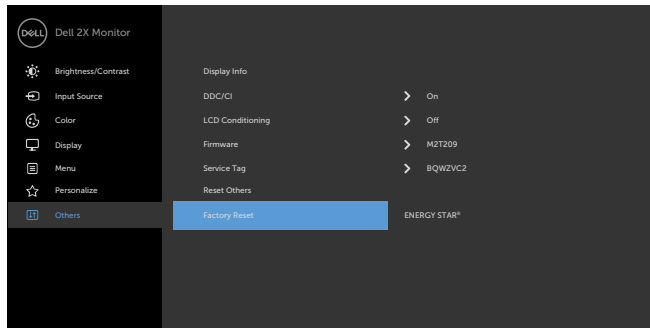 DELL Dell 2X Monitor
Brightness/Contrast
Display Info
Input Source
DDC/CI
On
Color
LCD Conditioning
Off
Display
Firmware
M2T209
Menu
Service Tag
BQWZVC2
Personalize
Reset Others
Others
Factory Reset
ENERGY STAR®